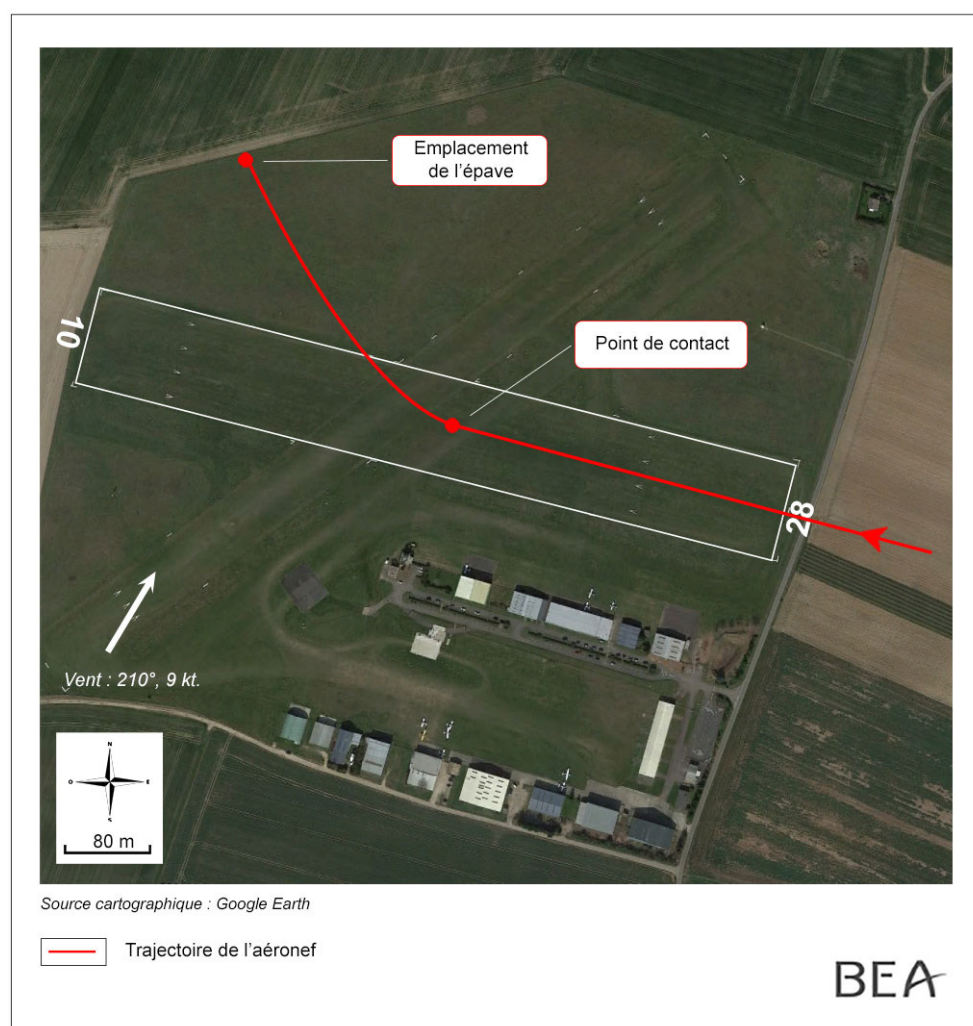 Emplacement
de l'épave
10
Point de contact
28
Vent : 210°, 9 kt.
N
O
E
S
80 m
Source cartographique : Google Earth
Trajectoire de l'aéronef
BEA